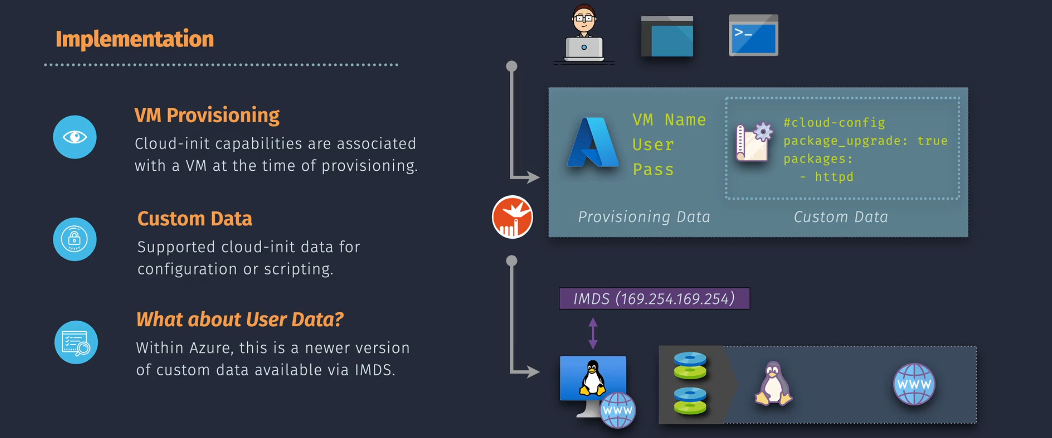 Implementation
VM Provisioning
Cloud-init capabilities are associated
with a VM at the time of provisioning.
Custom Data
Supported cloud-init data for
configuration or scripting.
What about User Data?
Within Azure, this is a newer version
of custom data available via IMDS.
>_
VM Name
User
Pass
Provisioning Data
#cloud-config
package_upgrade: true
packages:
- httpd
Custom Data
IMDS (169.254.169.254)
WWW
WWW